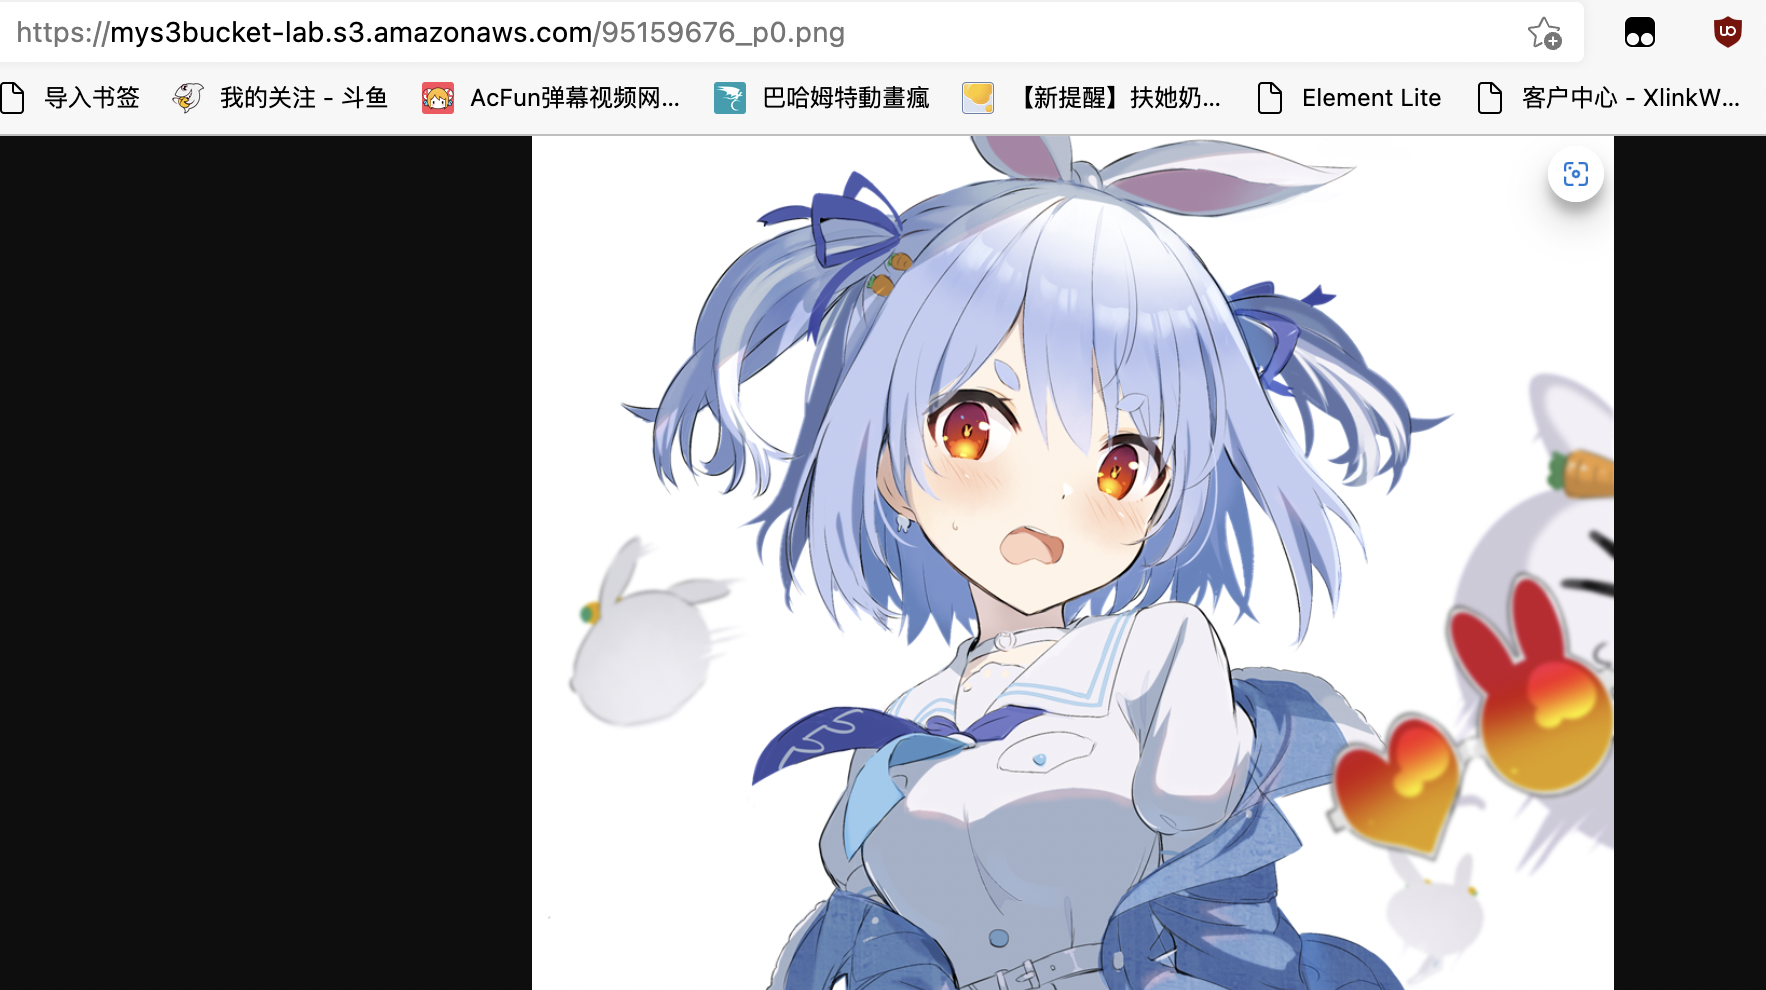 https://mys3bucket-lab.s3.amazonaws.com/95159676_p0.png
导入书签 我的关注 - 斗鱼 AcFun弹幕视频网... 巴哈姆特動畫瘋 【新提醒】扶她奶... Element Lite 客户中心 - XlinkW...